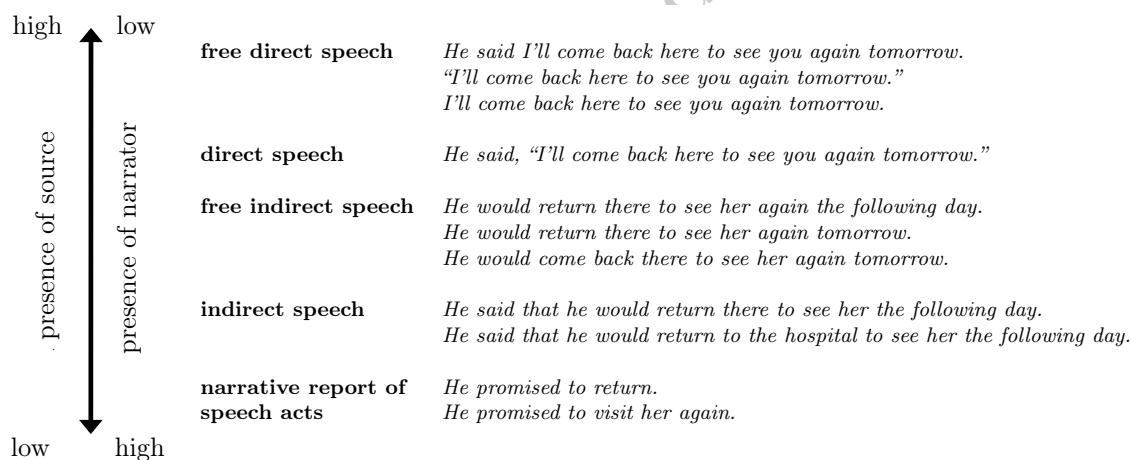 high low
free direct speech He said I'll come back here to see you again tomorrow.
“I'll come back here to see you again tomorrow.”
I'll come back here to see you again tomorrow.
direct speech He said, “I'll come back here to see you again tomorrow.”
free indirect speech He would return there to see her again the following day.
He would return there to see her again tomorrow.
He would come back there to see her again tomorrow.
indirect speech He said that he would return there to see her the following day.
He said that he would return to the hospital to see her the following day.
narrative report of He promised to return.
speech acts He promised to visit her again.
presence of source
presence of narrator
low high